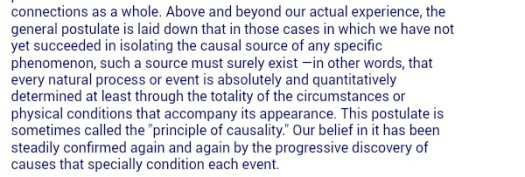 connections as a whole. Above and beyond our actual experience, the
general postulate is laid down that in those cases in which we have not
yet succeeded in isolating the causal source of any specific
phenomenon, such a source must surely exist —in other words, that
every natural process or event is absolutely and quantitatively
determined at least through the totality of the circumstances or
physical conditions that accompany its appearance. This postulate is
sometimes called the "principle of causality." Our belief in it has been
steadily confirmed again and again by the progressive discovery of
causes that specially condition each event.